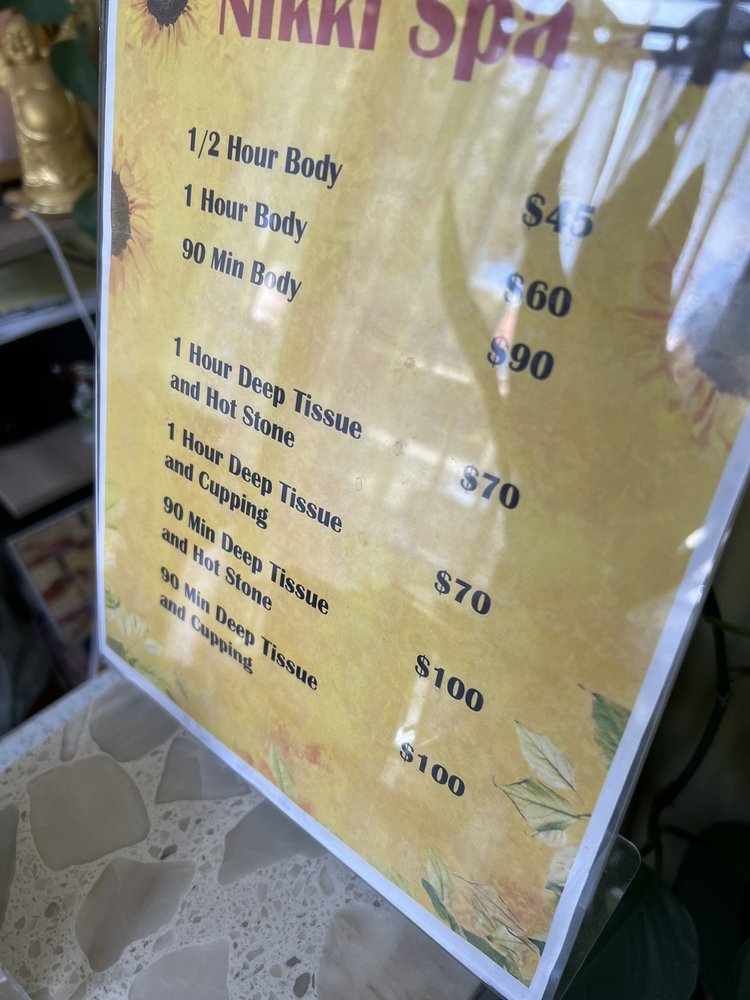 Nikki Spa
1/2 Hour Body $45
1 Hour Body $60
90 Min Body $90
1 Hour Deep Tissue
and Hot Stone $70
1 Hour Deep Tissue
and Cupping $70
90 Min Deep Tissue
and Hot Stone $100
90 Min Deep Tissue
and Cupping $100